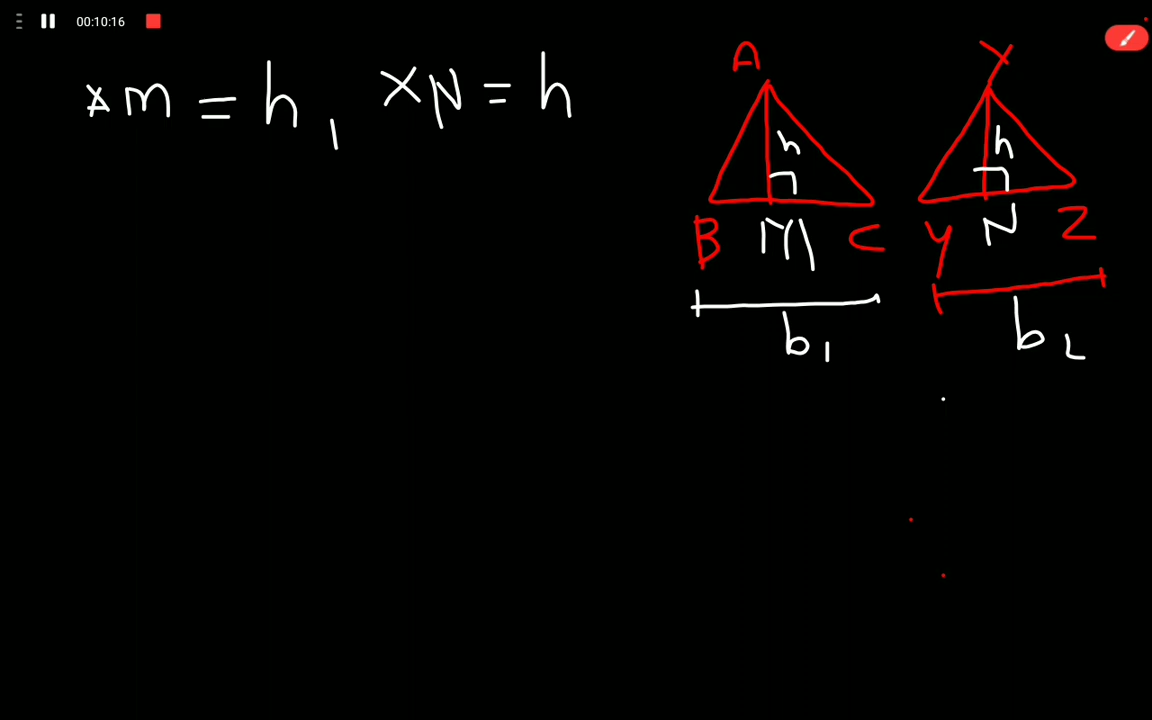 00:10:16
AM = h, XN = h
A X
h h
B M C Y N Z
b1 b2